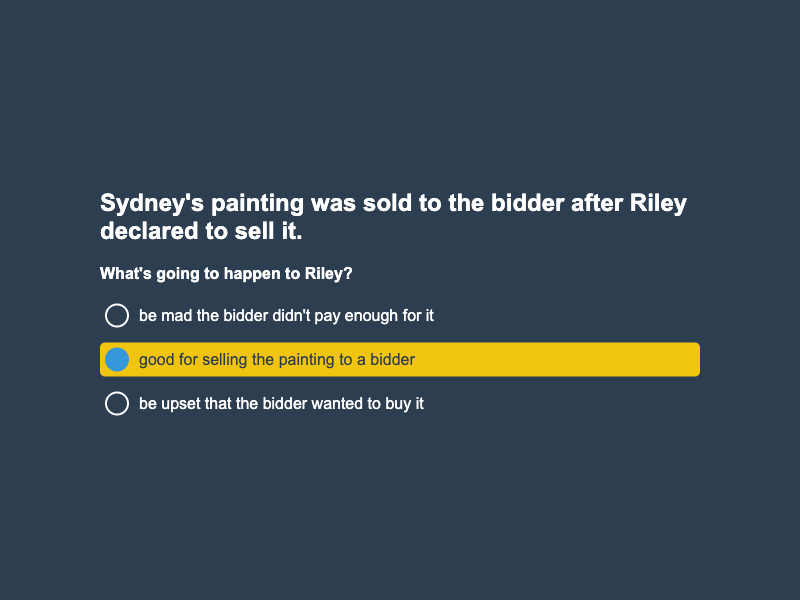 Sydney's painting was sold to the bidder after Riley
declared to sell it.
What's going to happen to Riley?
be mad the bidder didn't pay enough for it
good for selling the painting to a bidder
be upset that the bidder wanted to buy it